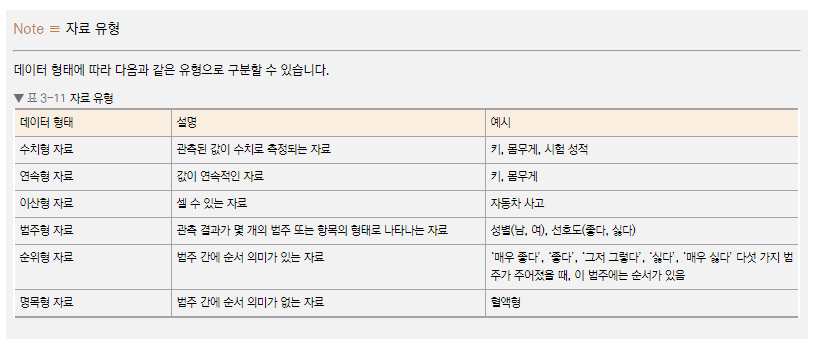 Note ≡ 자료 유형
데이터 형태에 따라 다음과 같은 유형으로 구분할 수 있습니다.
▼ 표 3-11 자료 유형
데이터 형태 설명 예시
수치형 자료 관측된 값이 수치로 측정되는 자료 키, 몸무게, 시험 성적
연속형 자료 값이 연속적인 자료 키, 몸무게
이산형 자료 셀 수 있는 자료 자동차 사고
범주형 자료 관측 결과가 몇 개의 범주 또는 항목의 형태로 나타나는 자료 성별(남, 여), 선호도(좋다, 싫다)
순위형 자료 범주 간에 순서 의미가 있는 자료 ‘매우 좋다’, ‘좋다’, ‘그저 그렇다’, ‘싫다’, ‘매우 싫다’ 다섯 가지 범
주가 주어졌을 때, 이 범주에는 순서가 있음
명목형 자료 범주 간에 순서 의미가 없는 자료 혈액형